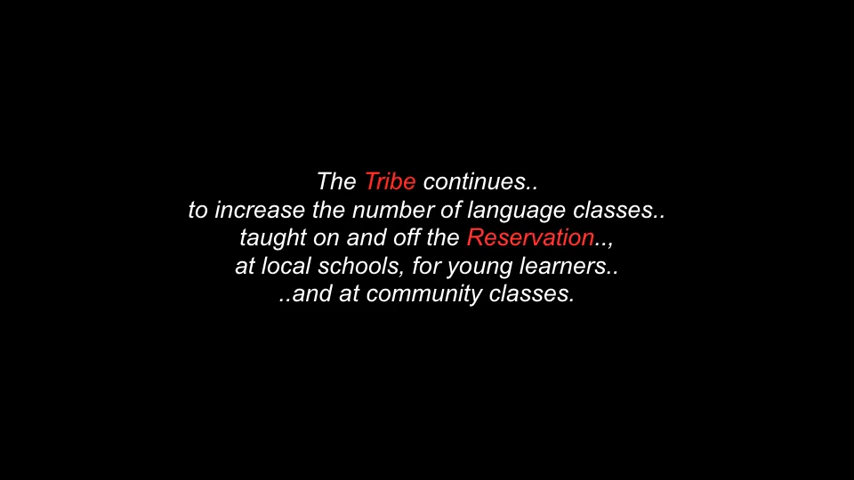 The Tribe continues..
to increase the number of language classes..
taught on and off the Reservation..,
at local schools, for young learners..
..and at community classes.